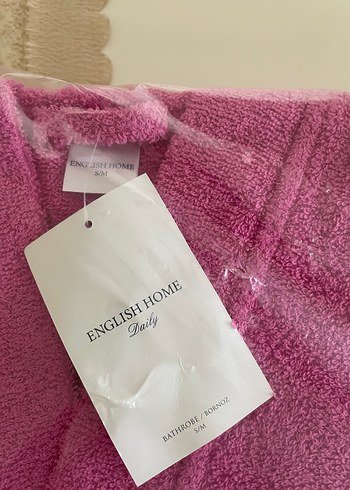 ENGLISH HOME
S/M
ENGLISH HOME
Daily
BATHROBE / BORNOZ
S/M